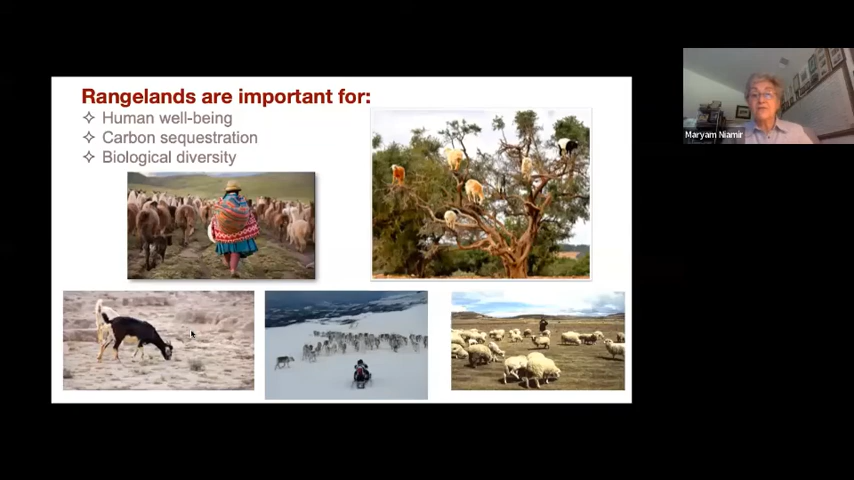 Rangelands are important for:
Human well-being
Carbon sequestration
Biological diversity
Maryam Niamir